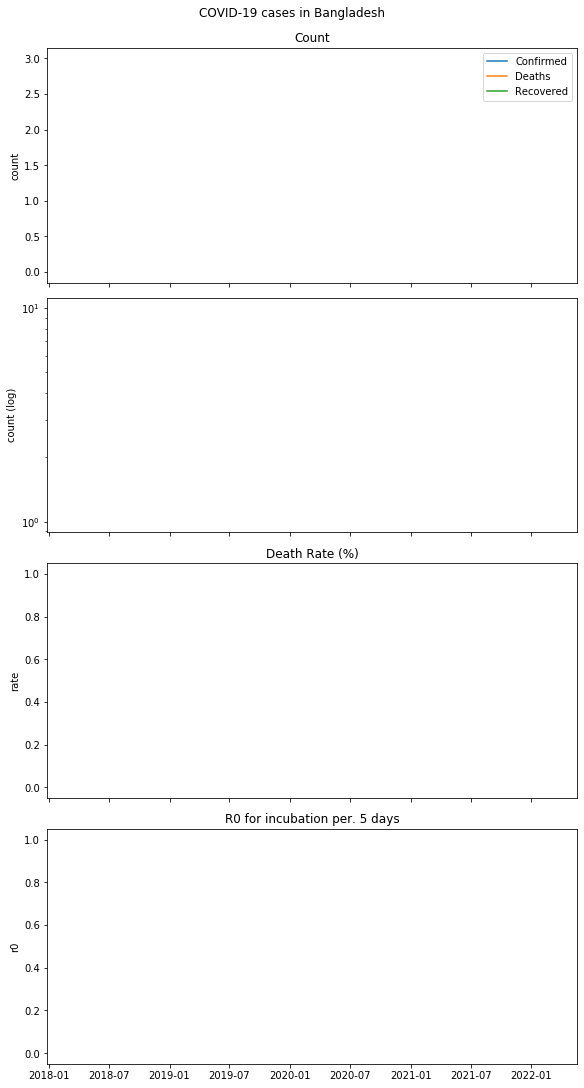 COVID-19 cases in Bangladesh
Count
3.0
2.5
2.0
1.5
1.0
0.5
0.0
count
Confirmed
Deaths
Recovered
10¹
10⁰
count (log)
Death Rate (%)
1.0
0.8
0.6
0.4
0.2
0.0
rate
R0 for incubation per. 5 days
1.0
0.8
0.6
0.4
0.2
0.0
r0
2018-01 2018-07 2019-01 2019-07 2020-01 2020-07 2021-01 2021-07 2022-01